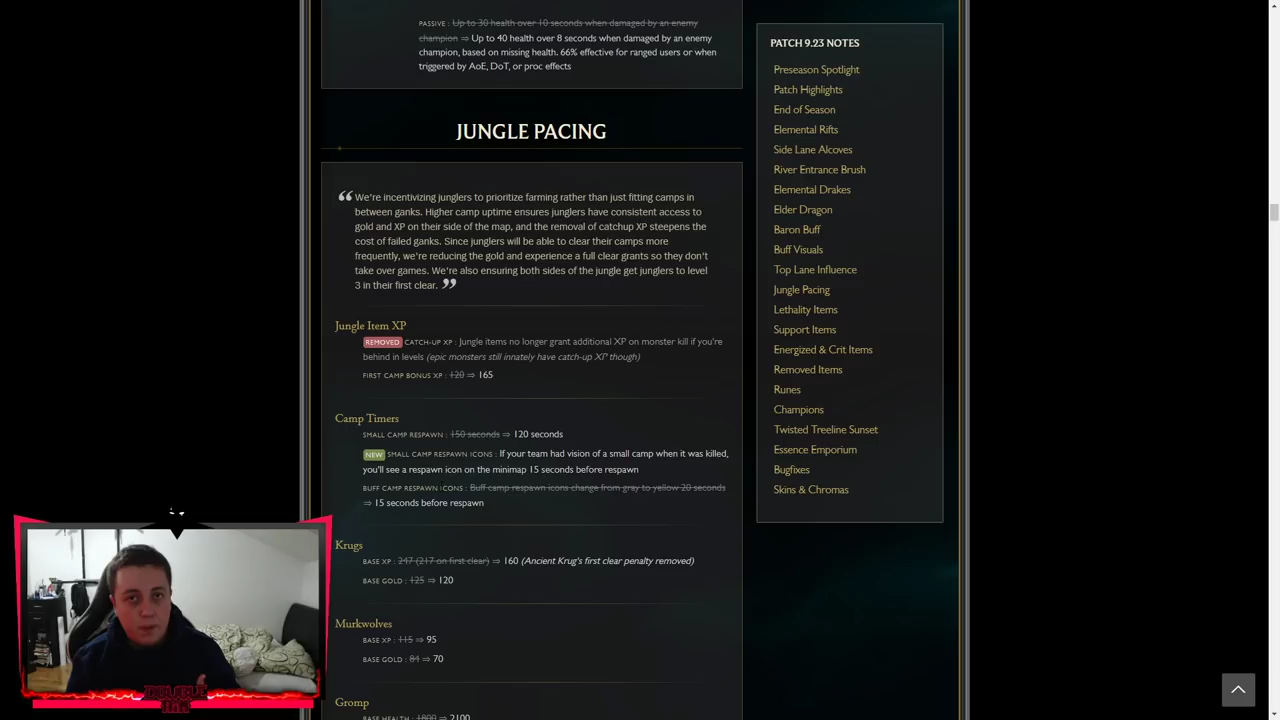 PASSIVE : Up to 30 health over 10 seconds when damaged by an enemy
champion ⇒ Up to 40 health over 8 seconds when damaged by an enemy
champion, based on missing health. 66% effective for ranged users or when
triggered by AoE, DoT, or proc effects
JUNGLE PACING
“ We're incentivizing junglers to prioritize farming rather than just fitting camps in
between ganks. Higher camp uptime ensures junglers have consistent access to
gold and XP on their side of the map, and the removal of catchup XP steepens the
cost of failed ganks. Since junglers will be able to clear their camps more
frequently, we're reducing the gold and experience a full clear grants so they don't
take over games. We're also ensuring both sides of the jungle get junglers to level
3 in their first clear. ”
Jungle Item XP
REMOVED CATCH-UP XP : Jungle items no longer grant additional XP on monster kill if you're
behind in levels (epic monsters still innately have catch-up XP though)
FIRST CAMP BONUS XP : 120 ⇒ 165
Camp Timers
SMALL CAMP RESPAWN : 150 seconds ⇒ 120 seconds
NEW SMALL CAMP RESPAWN ICONS : If your team had vision of a small camp when it was killed,
you'll see a respawn icon on the minimap 15 seconds before respawn
BUFF CAMP RESPAWN ICONS : Buff camp respawn icons change from gray to yellow 20 seconds
⇒ 15 seconds before respawn
Krugs
BASE XP : 247 (217 on first clear) ⇒ 160 (Ancient Krug's first clear penalty removed)
BASE GOLD : 125 ⇒ 120
Murkwolves
BASE XP : 115 ⇒ 95
BASE GOLD : 84 ⇒ 70
Gromp
BASE HEALTH : 1800 ⇒ 2100
PATCH 9.23 NOTES
Preseason Spotlight
Patch Highlights
End of Season
Elemental Rifts
Side Lane Alcoves
River Entrance Brush
Elemental Drakes
Elder Dragon
Baron Buff
Buff Visuals
Top Lane Influence
Jungle Pacing
Lethality Items
Support Items
Energized & Crit Items
Removed Items
Runes
Champions
Twisted Treeline Sunset
Essence Emporium
Bugfixes
Skins & Chromas